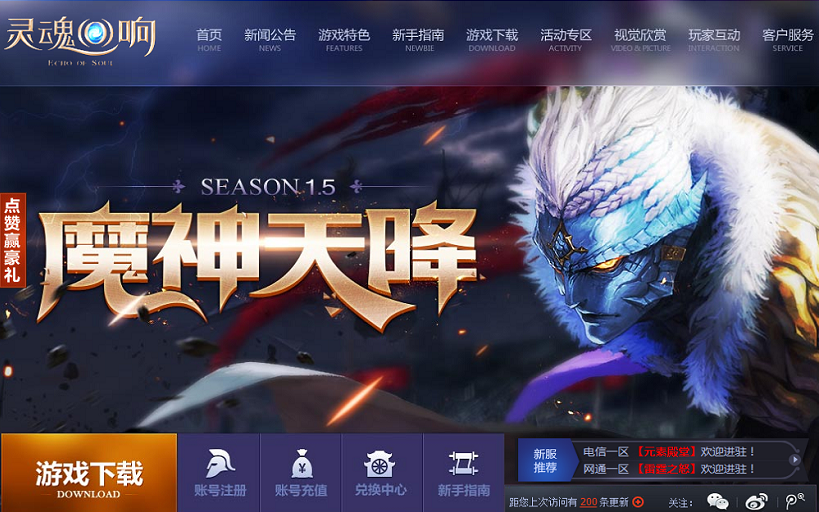 灵魂回响
ECHO OF SOUL
首页 新闻公告 游戏特色 新手指南 游戏下载 活动专区 视觉欣赏 玩家互动 客户服务
HOME NEWS FEATURES NEWBIE DOWNLOAD ACTIVITY VIDEO & PICTURE INTERACTION SERVICE
SEASON 1.5
魔神天降
点赞赢豪礼
游戏下载
DOWNLOAD
账号注册 账号充值 兑换中心 新手指南
新服
推荐
电信一区 【元素殿堂】 欢迎进驻！
网通一区 【雷霆之怒】 欢迎进驻！
距您上次访问有 200 条更新
关注：